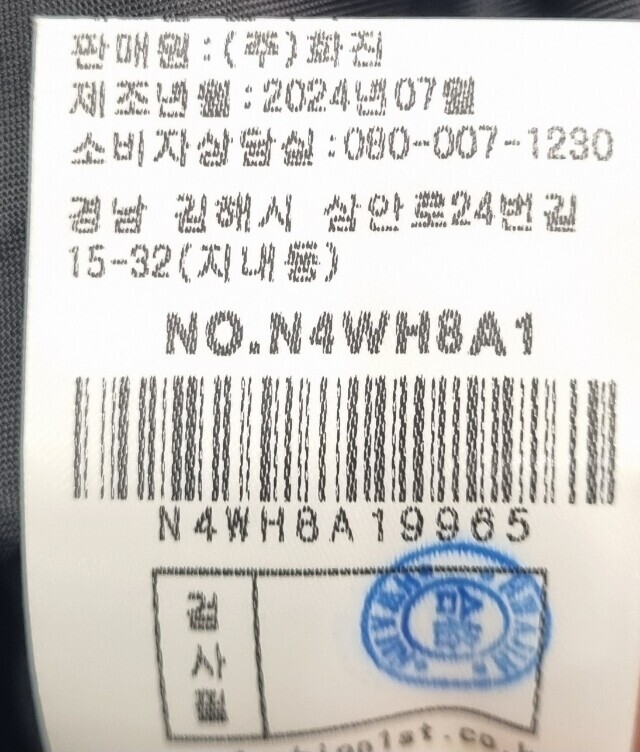 판매원:(주)파진
제조년월:2024년07월
소비자상담실:080-007-1230
경남 김해시 삼안로24번길
15-32(지내동)
NO.N4WH8A1
N4WH8A19965
검
사
필